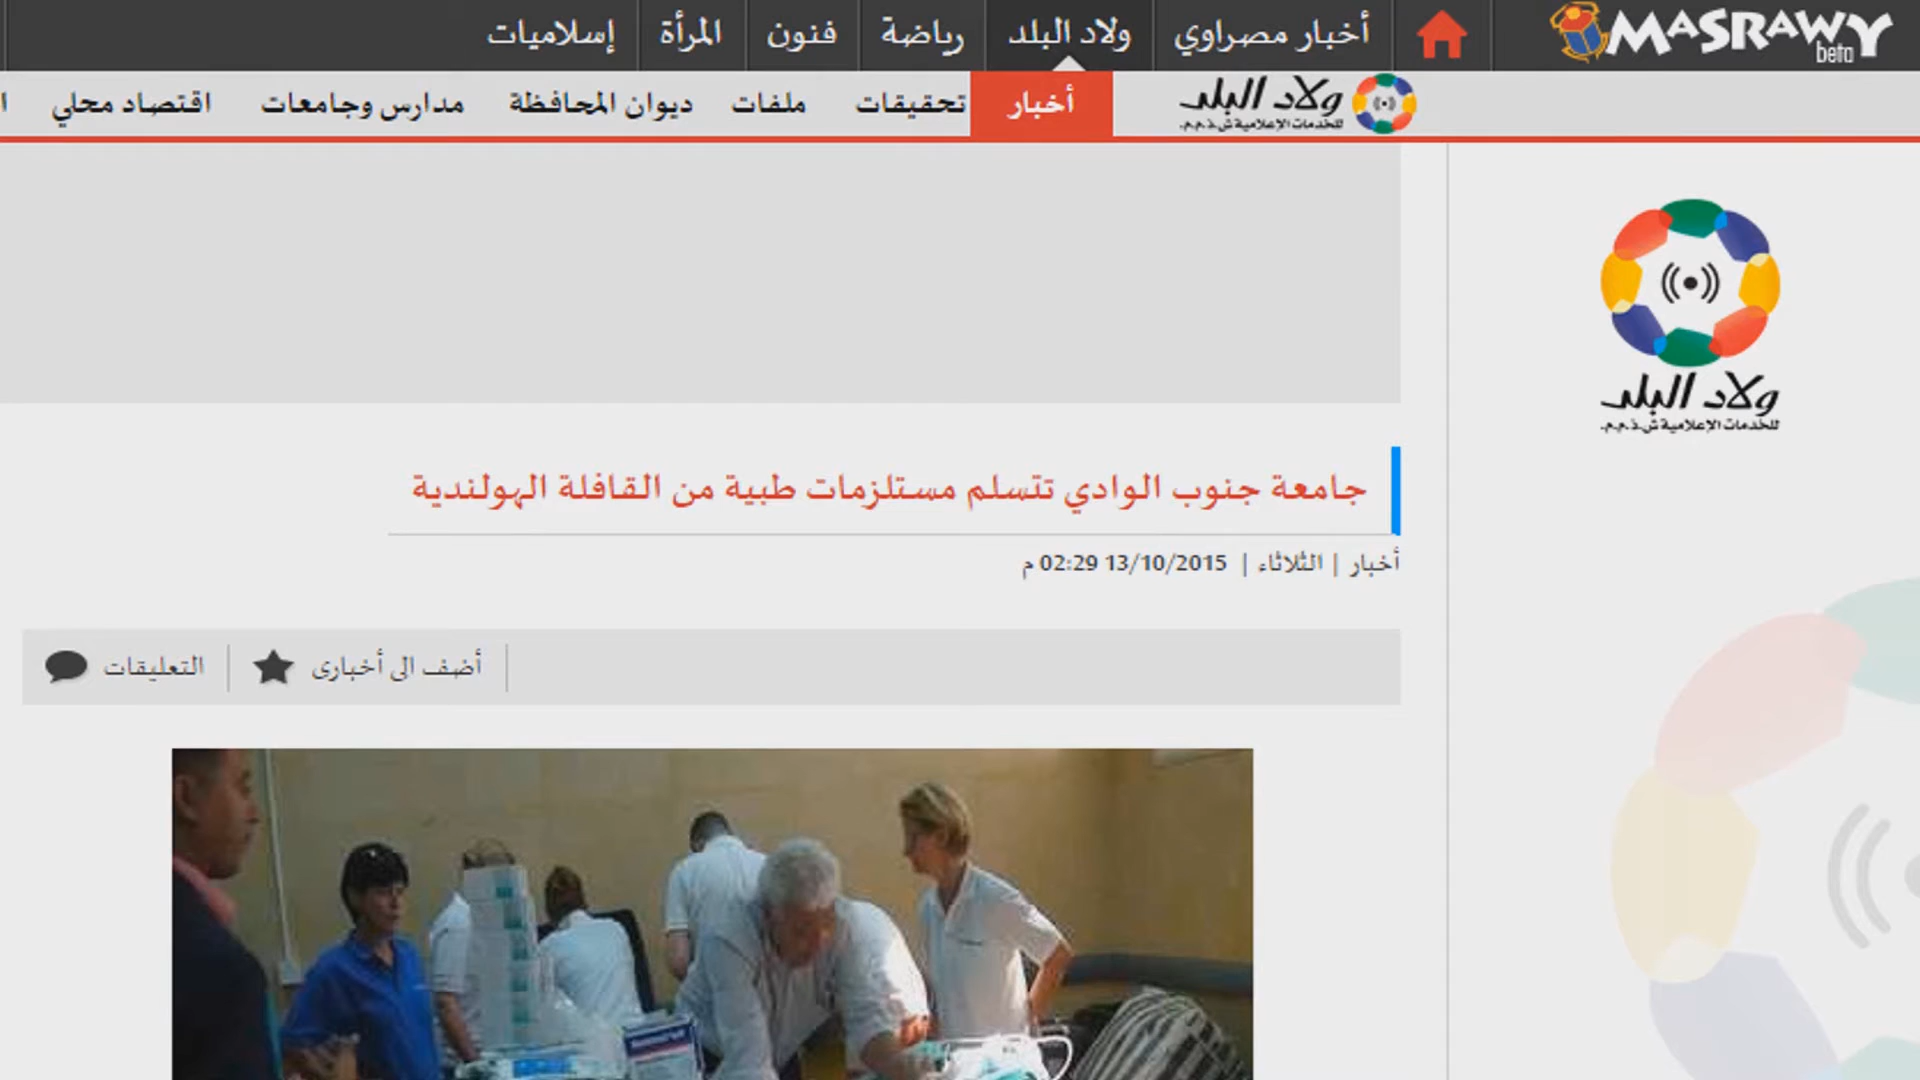 MASRAWY
beta
أخبار مصراوي
ولاد البلد
رياضة
فنون
المرأة
إسلاميات
ولاد البلد
للخدمات الإعلامية ش.ذ.م.م.
أخبار
تحقيقات
ملفات
ديوان المحافظة
مدارس وجامعات
اقتصاد محلي
ولاد البلد
للخدمات الإعلامية ش.ذ.م.م.
جامعة جنوب الوادي تتسلم مستلزمات طبية من القافلة الهولندية
أخبار | الثلاثاء | 13/10/2015 02:29 م
أضف الى أخبارى
التعليقات